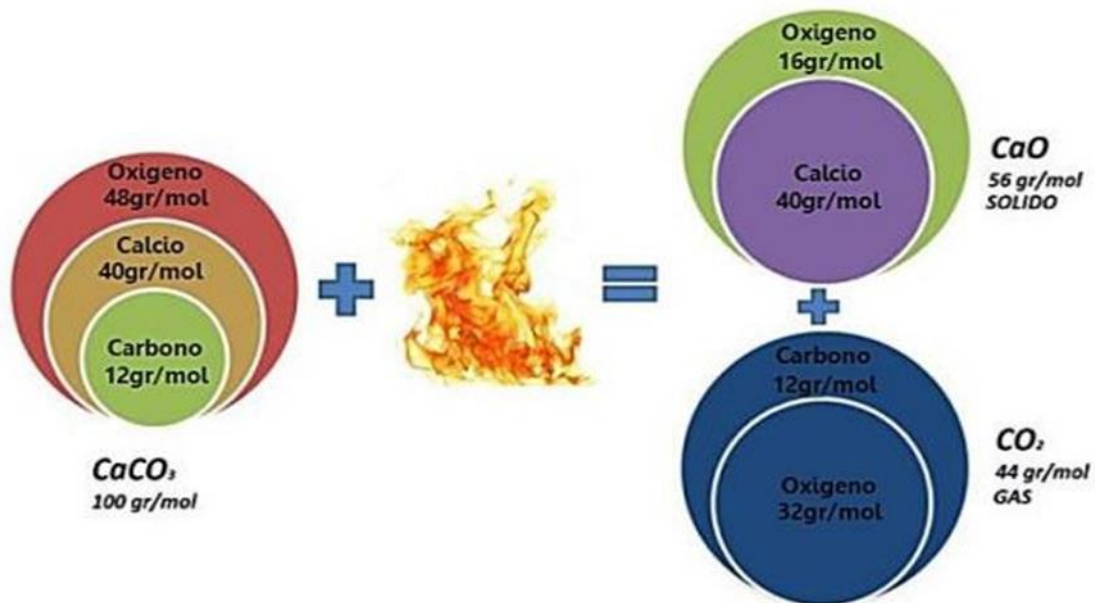 Oxigeno
48gr/mol
Calcio
40gr/mol
Carbono
12gr/mol
CaCO₃
100 gr/mol
Oxigeno
16gr/mol
Calcio
40gr/mol
CaO
56 gr/mol
SOLIDO
Carbono
12gr/mol
Oxigeno
32gr/mol
CO₂
44 gr/mol
GAS